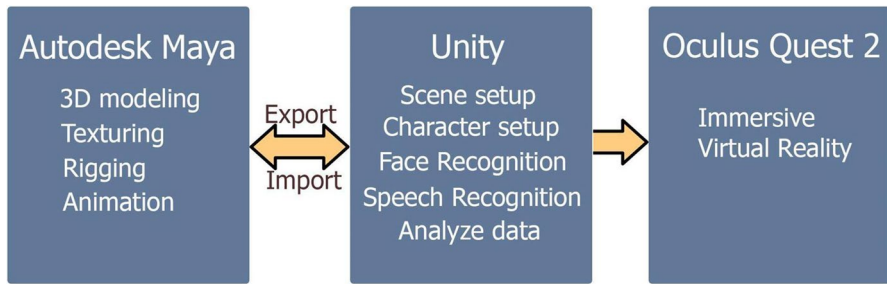 Autodesk Maya
3D modeling
Texturing
Rigging
Animation
Export
Import
Unity
Scene setup
Character setup
Face Recognition
Speech Recognition
Analyze data
Oculus Quest 2
Immersive
Virtual Reality